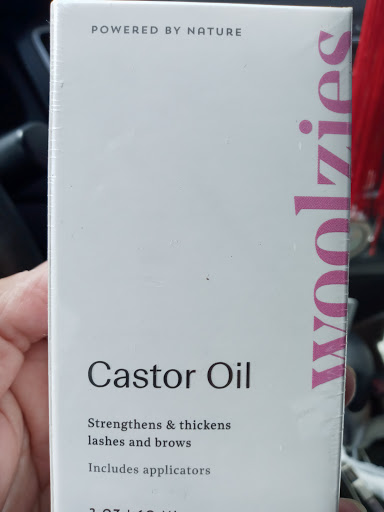 POWERED BY NATURE
woolzies
Castor Oil
Strengthens & thickens
lashes and brows
Includes applicators